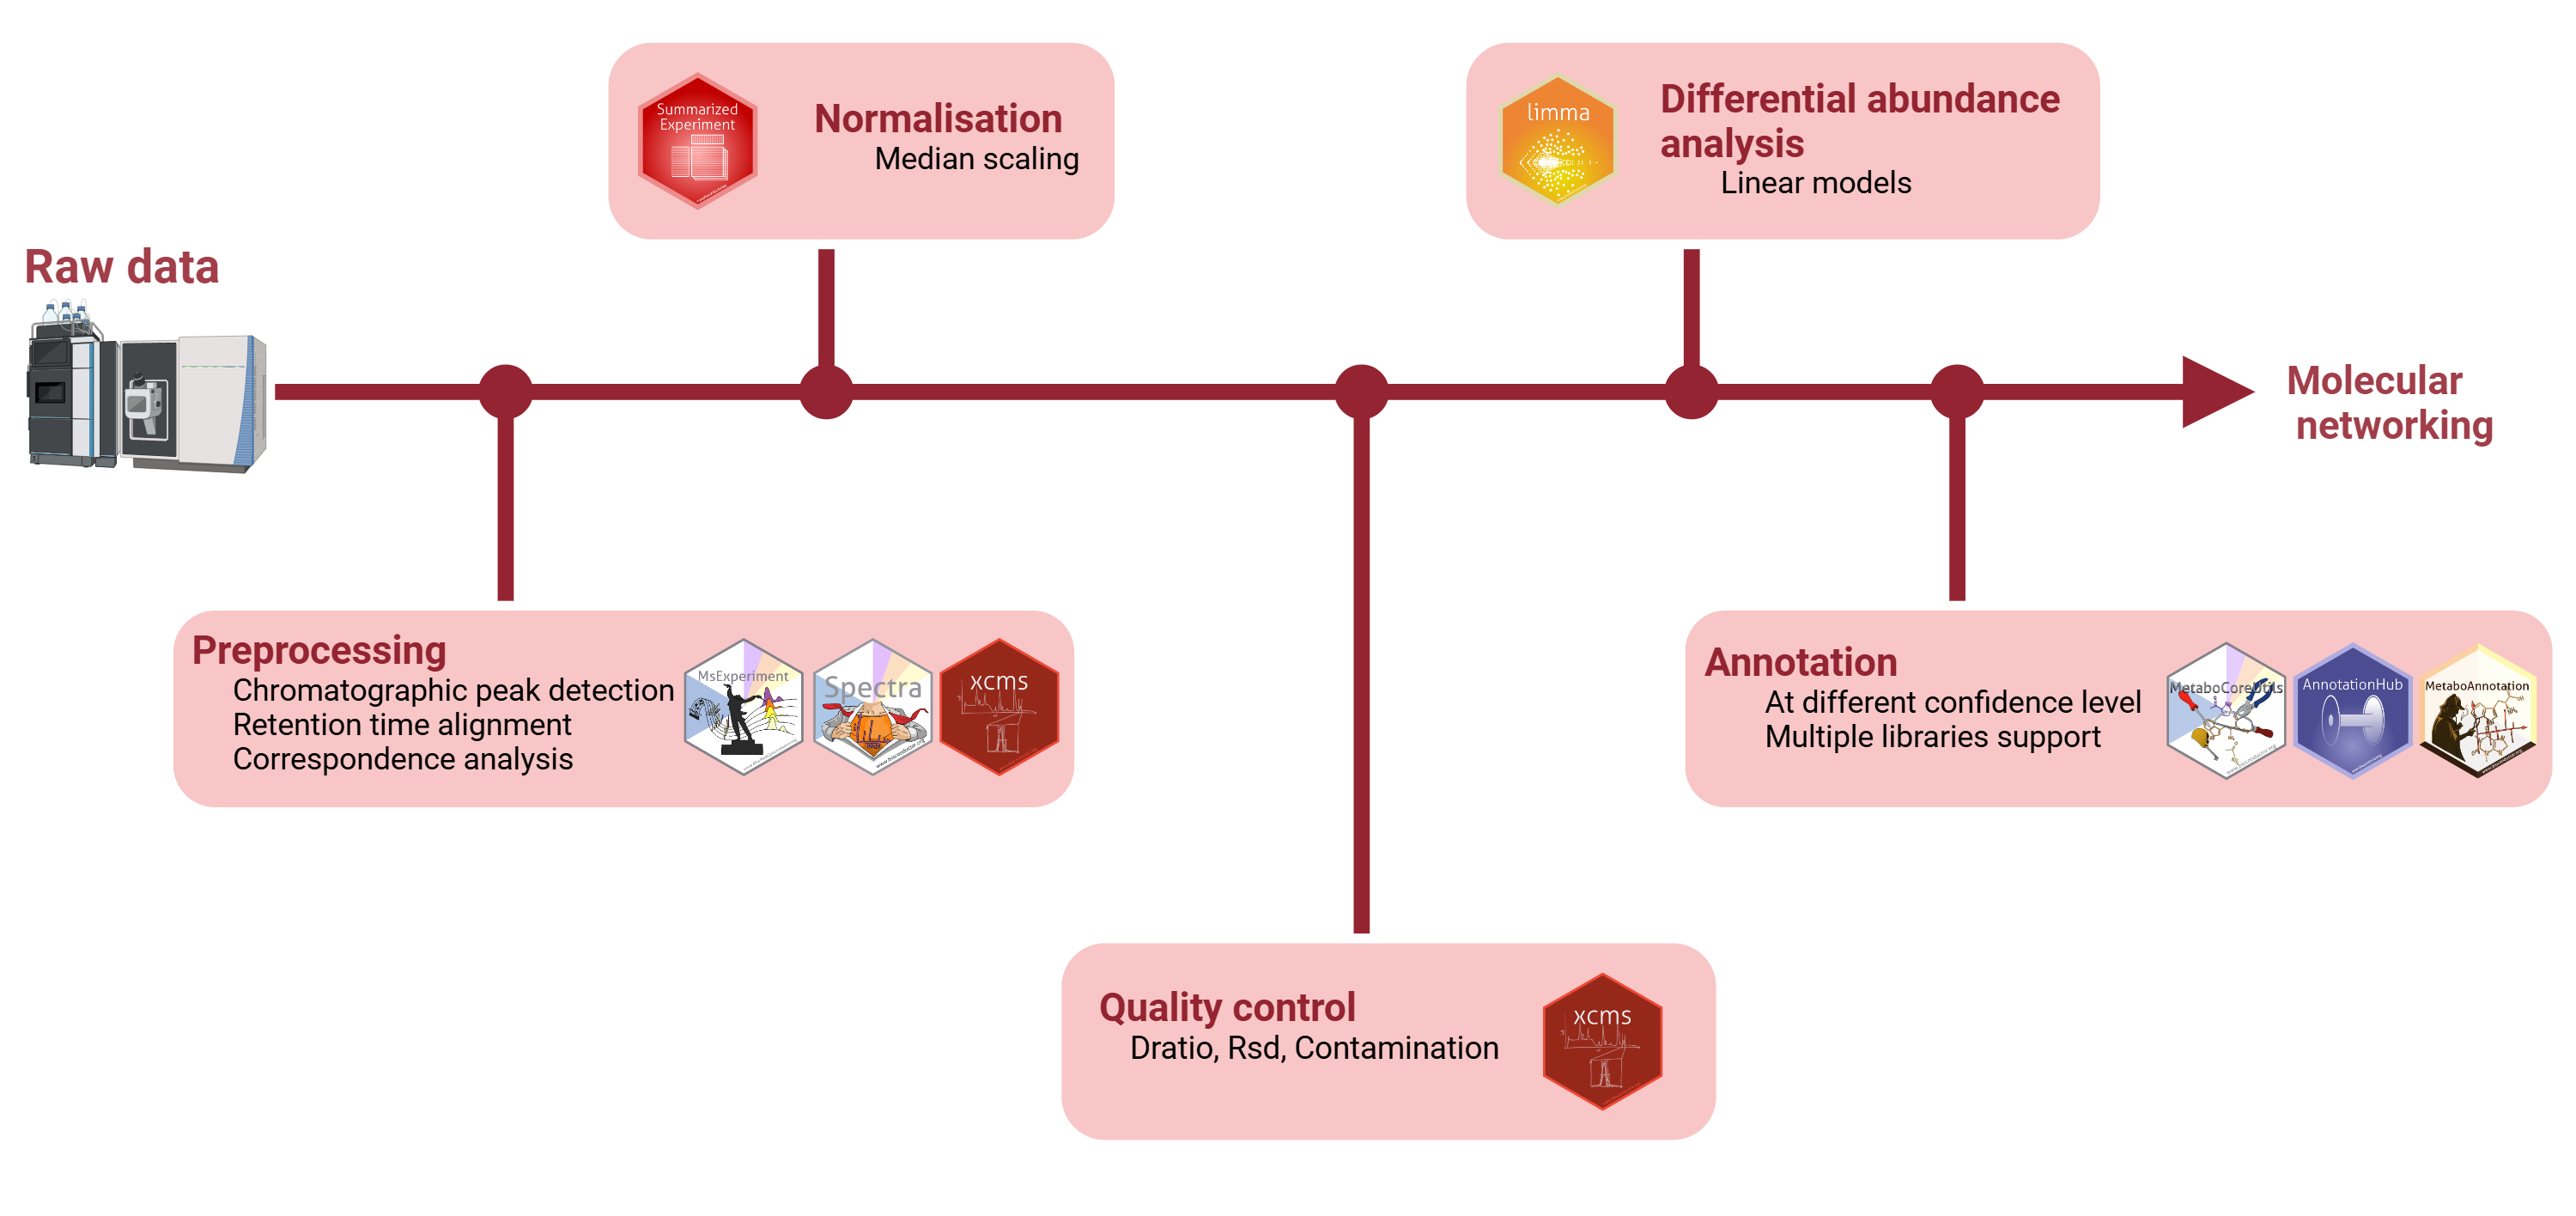 Summarized
Experiment
Normalisation
Median scaling
limma
Differential abundance
analysis
Linear models
Raw data
Molecular
networking
Preprocessing
Chromatographic peak detection
Retention time alignment
Correspondence analysis
MsExperiment
Spectra
xcms
Annotation
At different confidence level
Multiple libraries support
MetaboCoreUtils
AnnotationHub
MetaboAnnotation
Quality control
Dratio, Rsd, Contamination
xcms